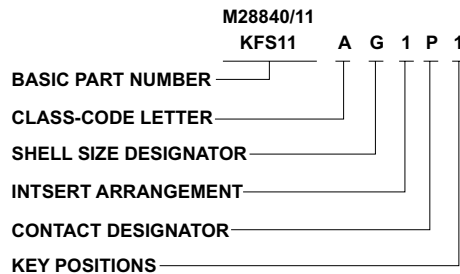 M28840/11
KFS11 A G 1 P 1
BASIC PART NUMBER
CLASS-CODE LETTER
SHELL SIZE DESIGNATOR
INTSERT ARRANGEMENT
CONTACT DESIGNATOR
KEY POSITIONS